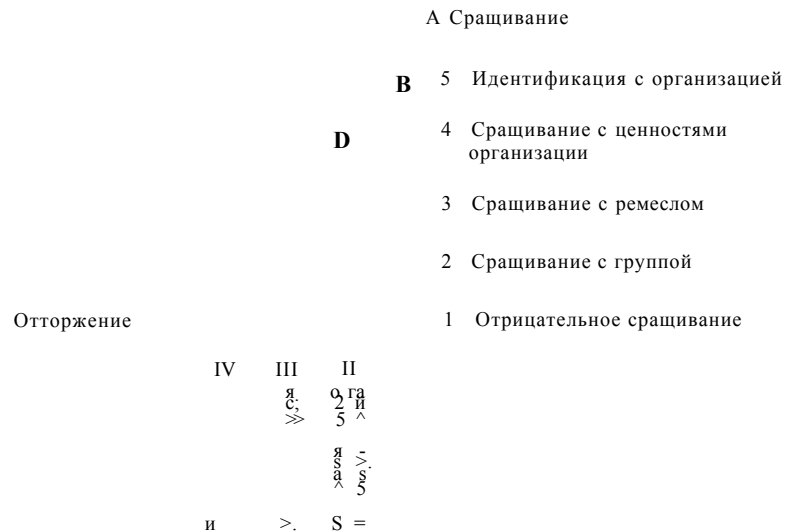 А Сращивание
B 5 Идентификация с организацией
D 4 Сращивание с ценностями
организации
3 Сращивание с ремеслом
2 Сращивание с группой
Отторжение 1 Отрицательное сращивание
IV III II